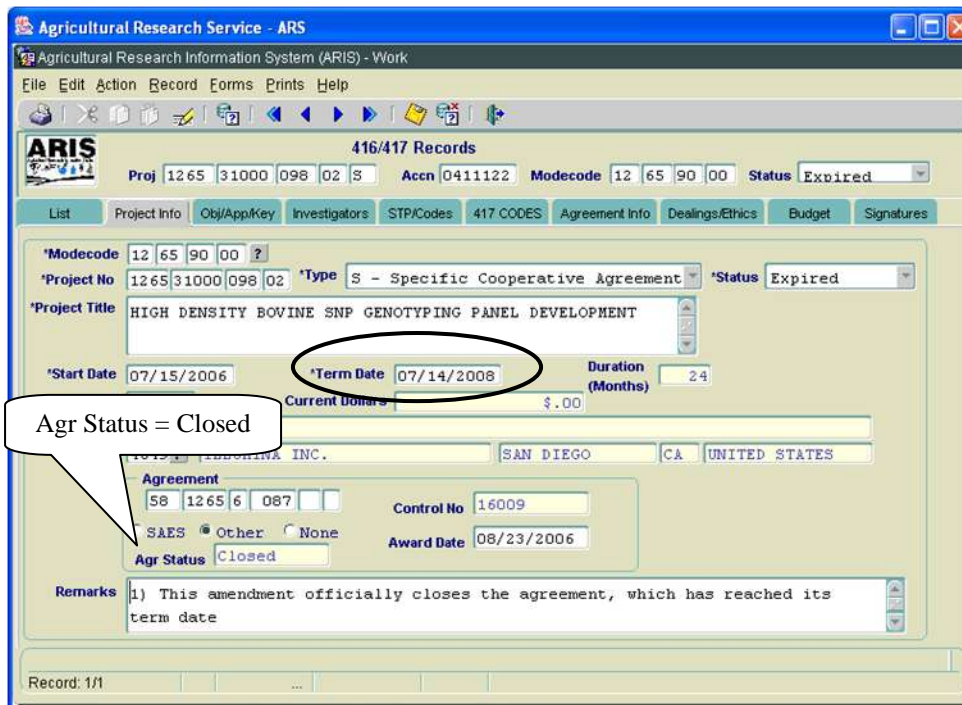 Agricultural Research Service - ARS
Agricultural Research Information System (ARIS) - Work
File Edit Action Record Forms Prints Help
ARIS
416/417 Records
Proj 1265 31000 098 02 S Accn 0411122 Modecode 12 65 90 00 Status Expired
List Project Info Obj/App/Key Investigators STP/Codes 417 CODES Agreement Info Dealings/Ethics Budget Signatures
*Modecode 12 65 90 00 ?
*Project No 1265 31000 098 02 *Type S - Specific Cooperative Agreement *Status Expired
*Project Title HIGH DENSITY BOVINE SNP GENOTYPING PANEL DEVELOPMENT
*Start Date 07/15/2006 *Term Date 07/14/2008 Duration (Months) 24
Current Dollars $.00
Agr Status = Closed
INC. SAN DIEGO CA UNITED STATES
Agreement
58 1265 6 087 Control No 16009
SAES Other None Award Date 08/23/2006
Agr Status Closed
Remarks 1) This amendment officially closes the agreement, which has reached its
term date
Record: 1/1 ...